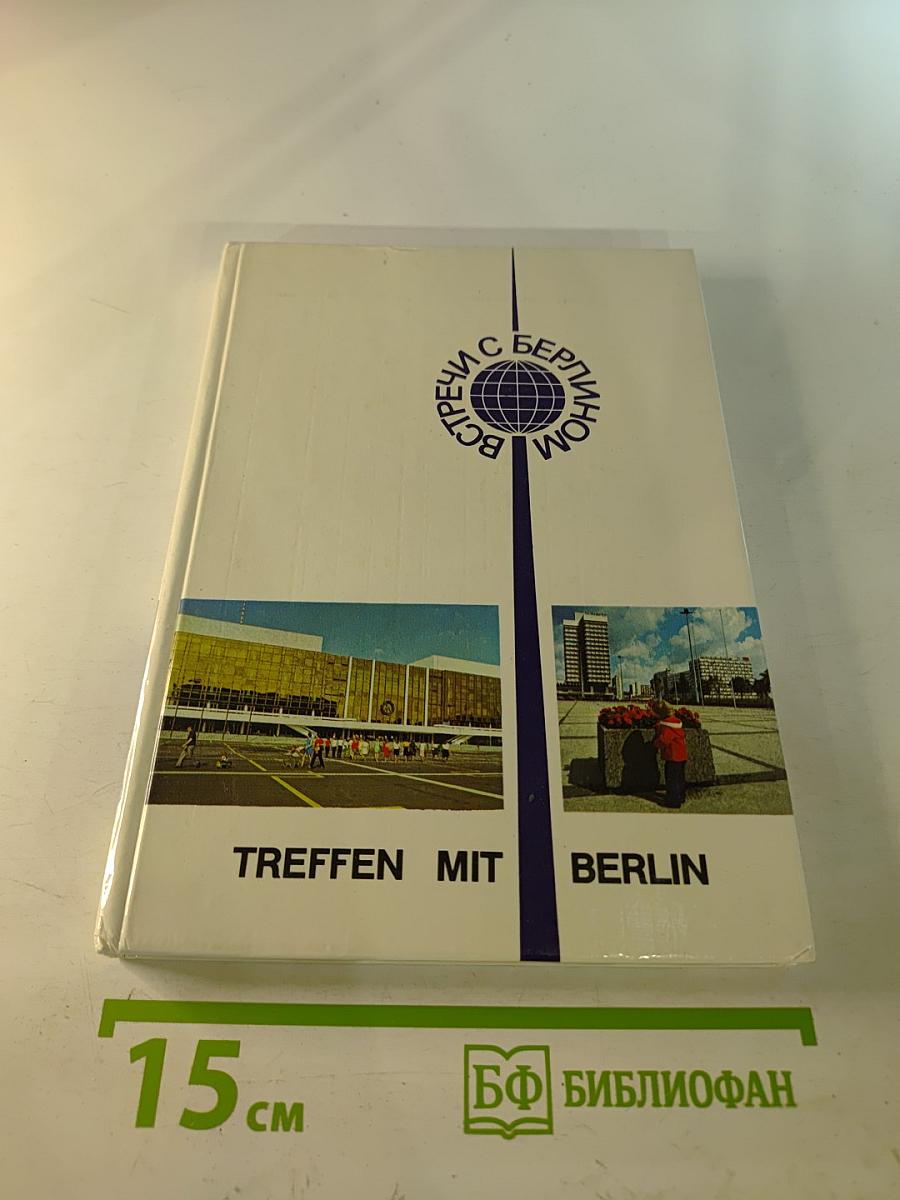 ВСТРЕЧИ С БЕРЛИНОМ
TREFFEN MIT BERLIN
15 СМ
БФ БИБЛИОФАН